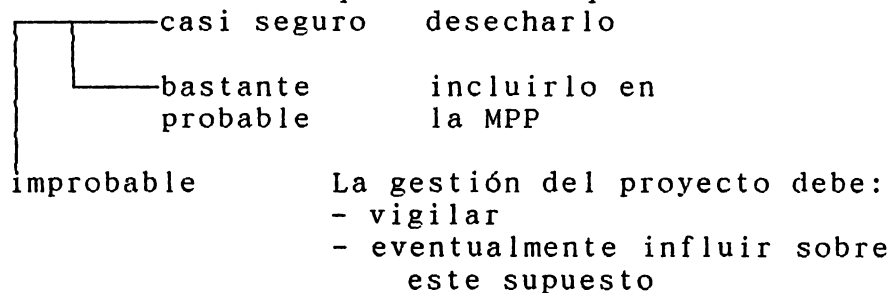 casi seguro desecharlo
bastante incluirlo en
probable la MPP
improbable La gestión del proyecto debe:
- vigilar
- eventualmente influir sobre
este supuesto